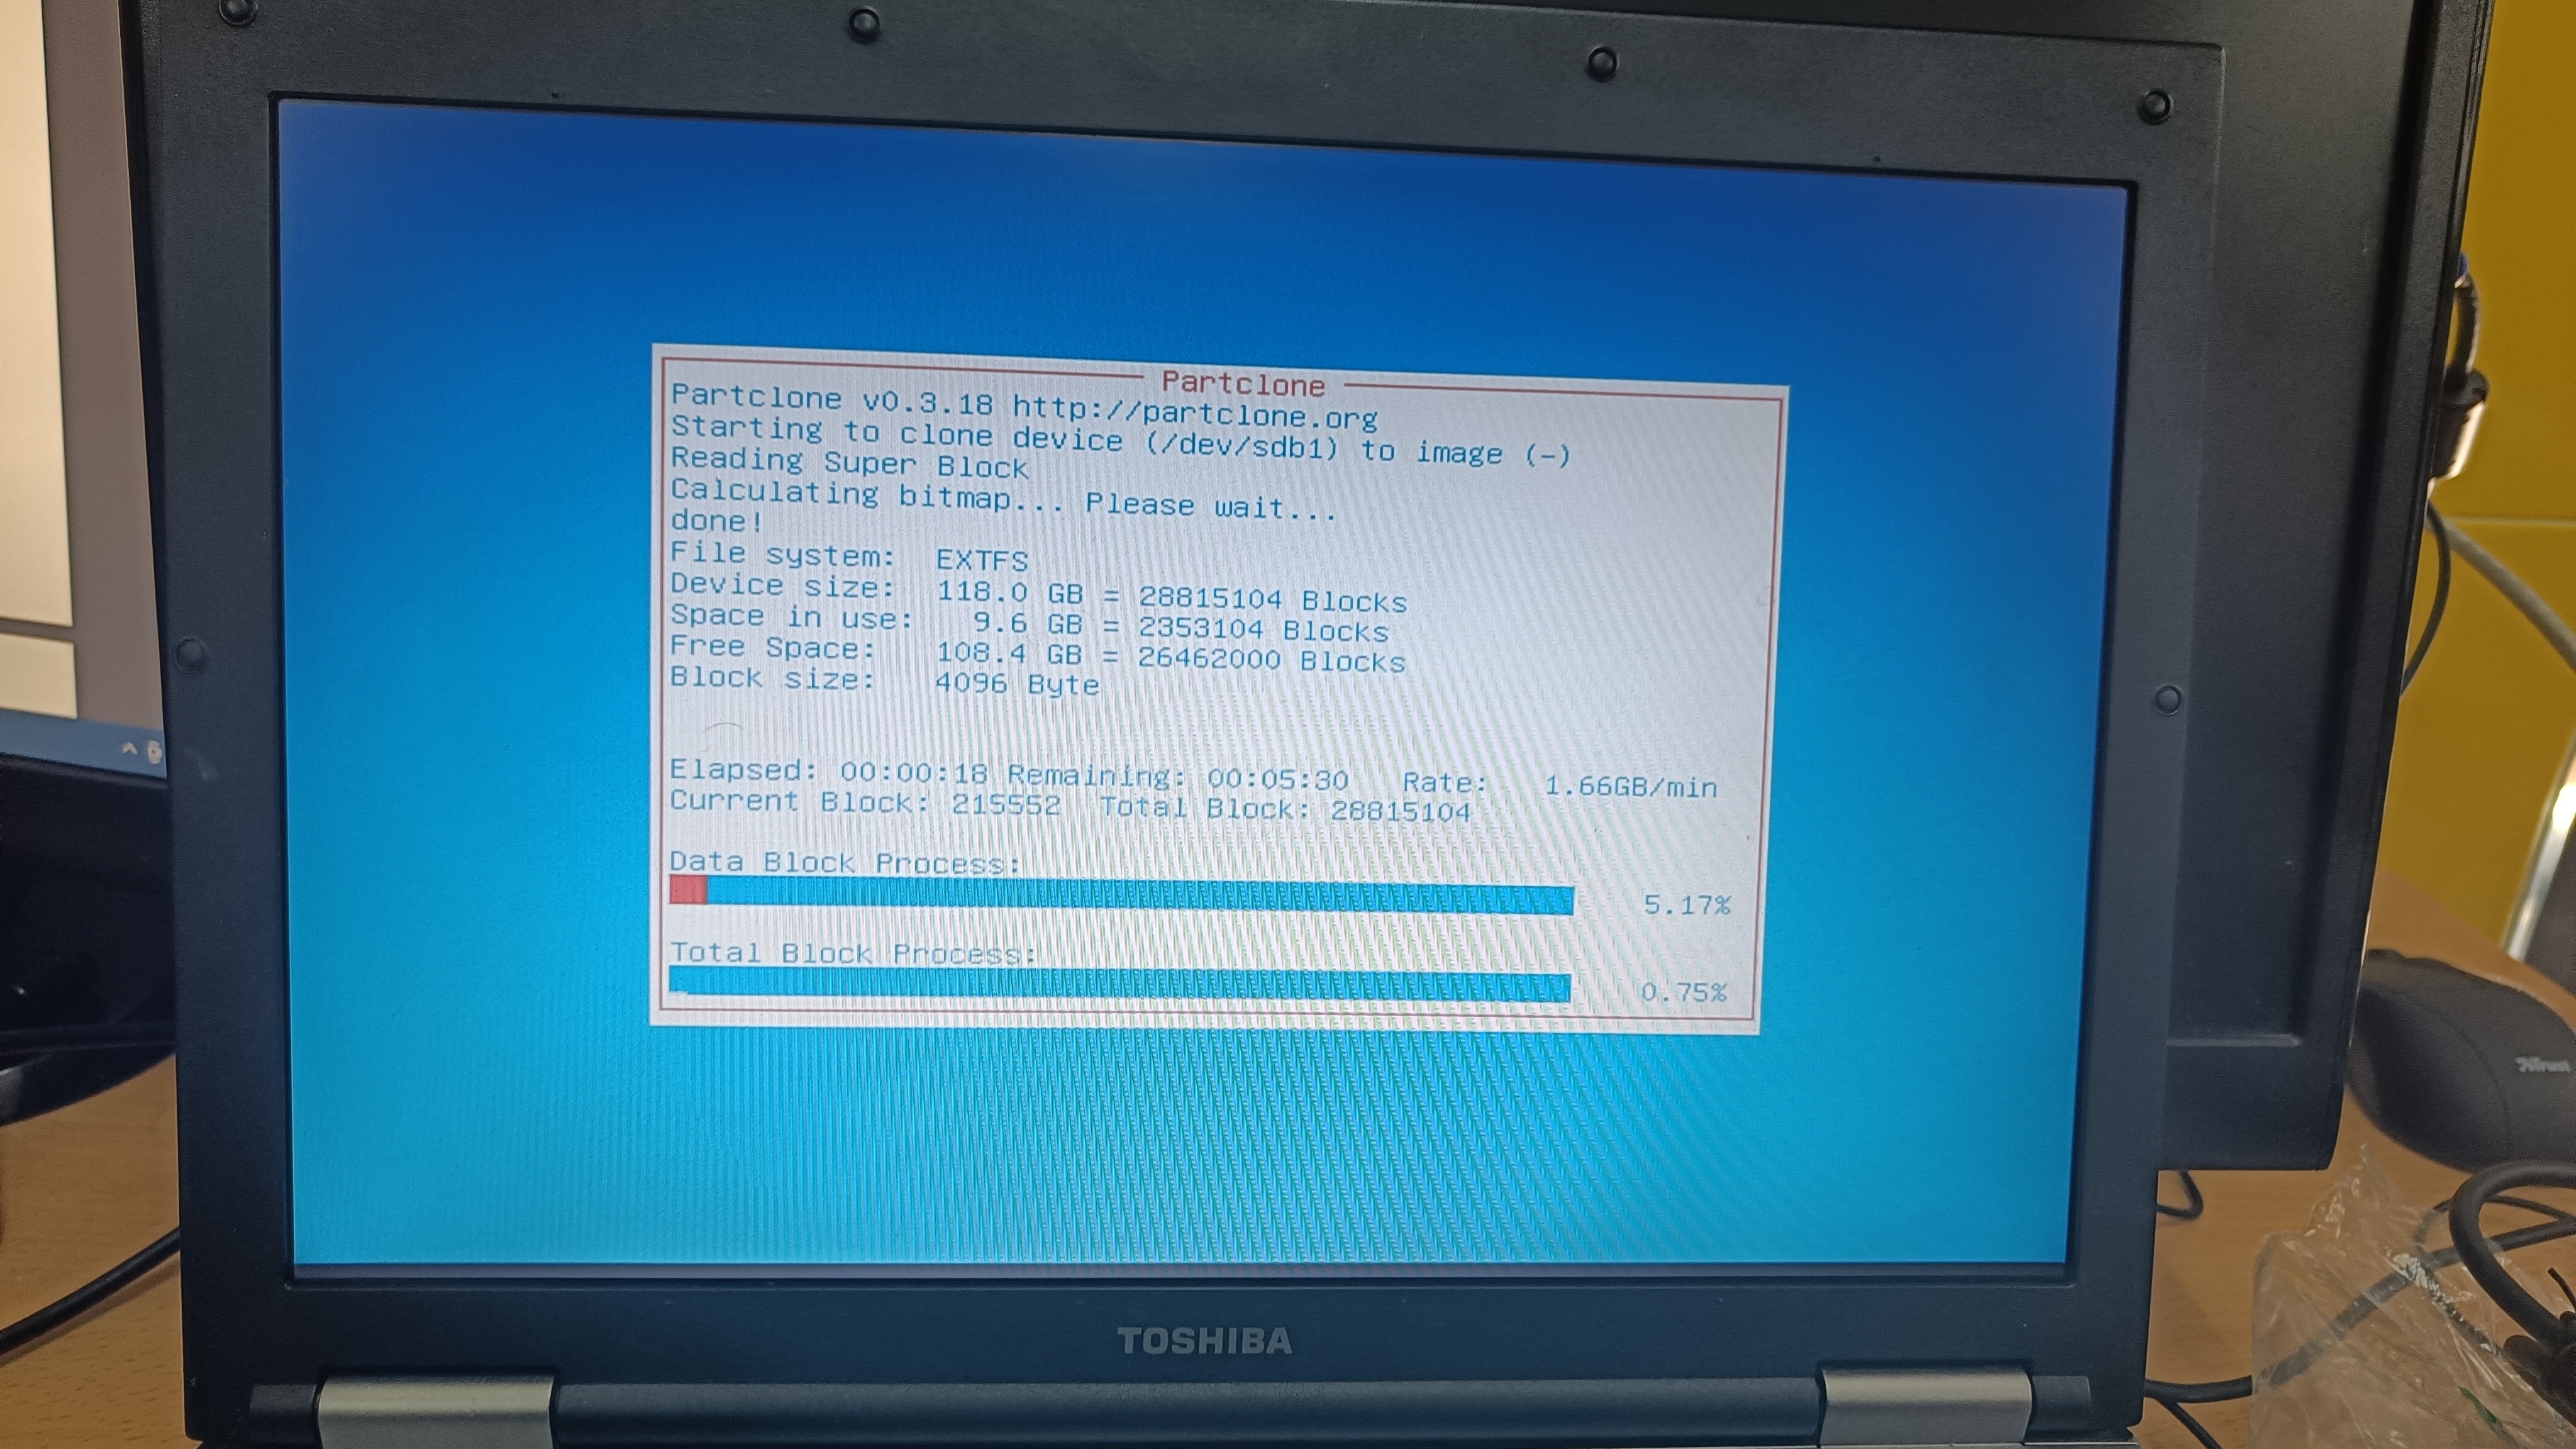 Partclone
Partclone v0.3.18 http://partclone.org
Starting to clone device (/dev/sdb1) to image (-)
Reading Super Block
Calculating bitmap... Please wait...
done!
File system: EXTFS
Device size: 118.0 GB = 28815104 Blocks
Space in use: 9.6 GB = 2353104 Blocks
Free Space: 108.4 GB = 26462000 Blocks
Block size: 4096 Byte
Elapsed: 00:00:18 Remaining: 00:05:30 Rate: 1.66GB/min
Current Block: 215552 Total Block: 28815104
Data Block Process:
5.17%
Total Block Process:
0.75%
TOSHIBA
Trust